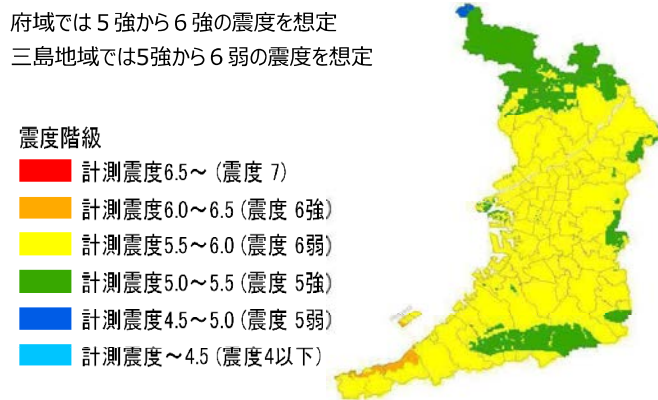 府域では５強から６強の震度を想定
三島地域では5強から６弱の震度を想定
震度階級
計測震度6.5～ (震度 7)
計測震度6.0～6.5 (震度 6強)
計測震度5.5～6.0 (震度 6弱)
計測震度5.0～5.5 (震度 5強)
計測震度4.5～5.0 (震度 5弱)
計測震度～4.5 (震度4以下)